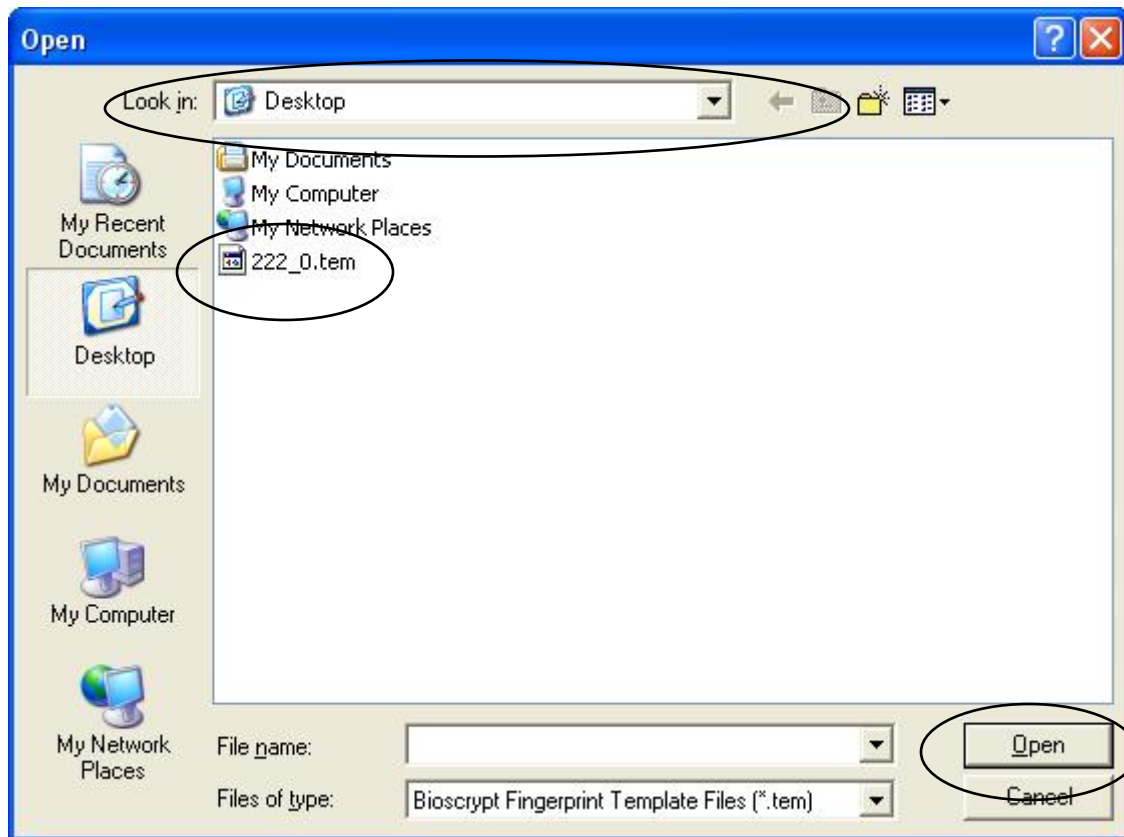 Open
Look in: Desktop
My Documents
My Computer
My Network Places
222_0.tem
My Recent
Documents
Desktop
My Documents
My Computer
My Network
Places
File name:
Open
Files of type: Bioscrypt Fingerprint Template Files (*.tem)
Cancel